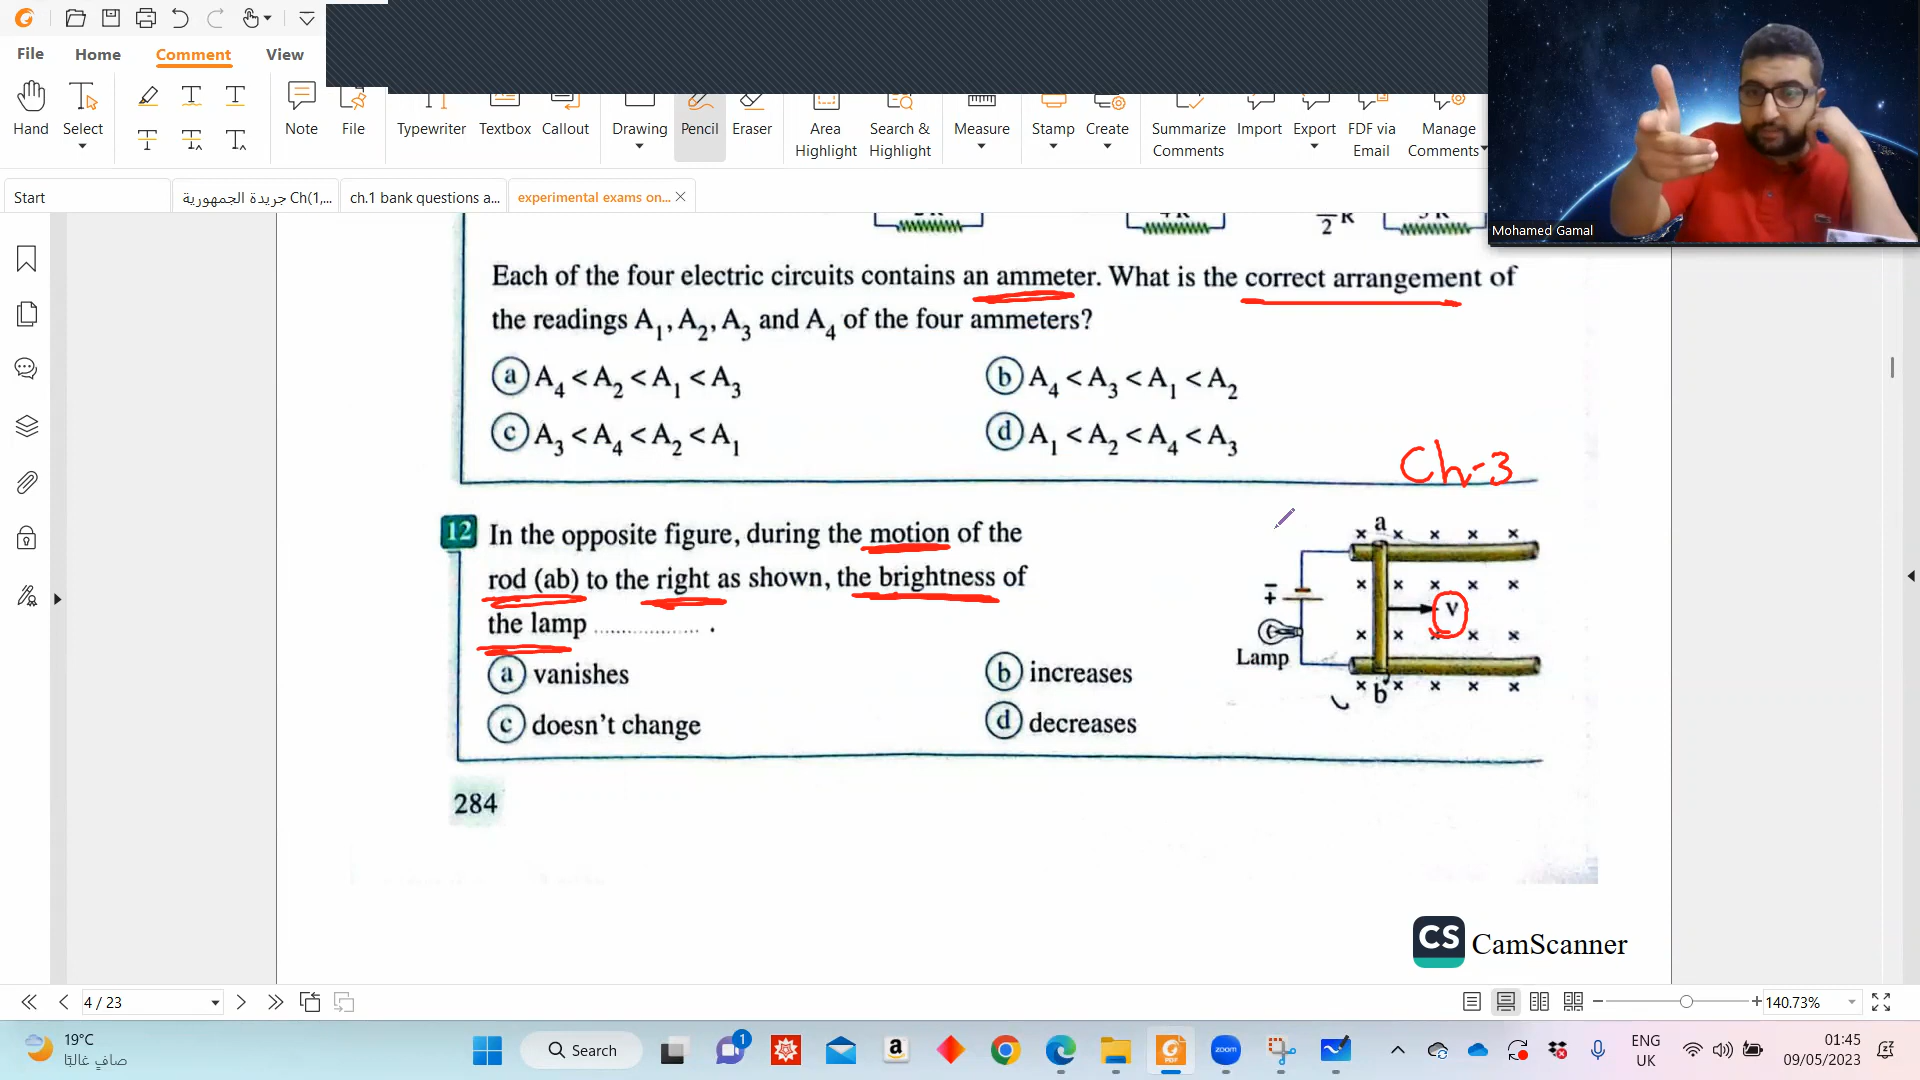 File Home Comment View
Hand Select Note File Typewriter Textbox Callout Drawing Pencil Eraser Area Highlight Search & Highlight Measure Stamp Create Summarize Comments Import Export FDF via Email Manage Comments
Mohamed Gamal
Start جريدة الجمهورية Ch(1,... ch.1 bank questions a... experimental exams on...
Each of the four electric circuits contains an ammeter. What is the correct arrangement of
the readings A₁, A₂, A₃ and A₄ of the four ammeters?
a A₄ < A₂ < A₁ < A₃
b A₄ < A₃ < A₁ < A₂
c A₃ < A₄ < A₂ < A₁
d A₁ < A₂ < A₄ < A₃
Ch-3
12 In the opposite figure, during the motion of the
rod (ab) to the right as shown, the brightness of
the lamp .................... .
a vanishes
b increases
c doesn't change
d decreases
a
v
Lamp
b
284
CS CamScanner
4 / 23
140.73%
19°C
صافٍ غالبًا
Search
1
zoom
ENG
UK
01:45
09/05/2023